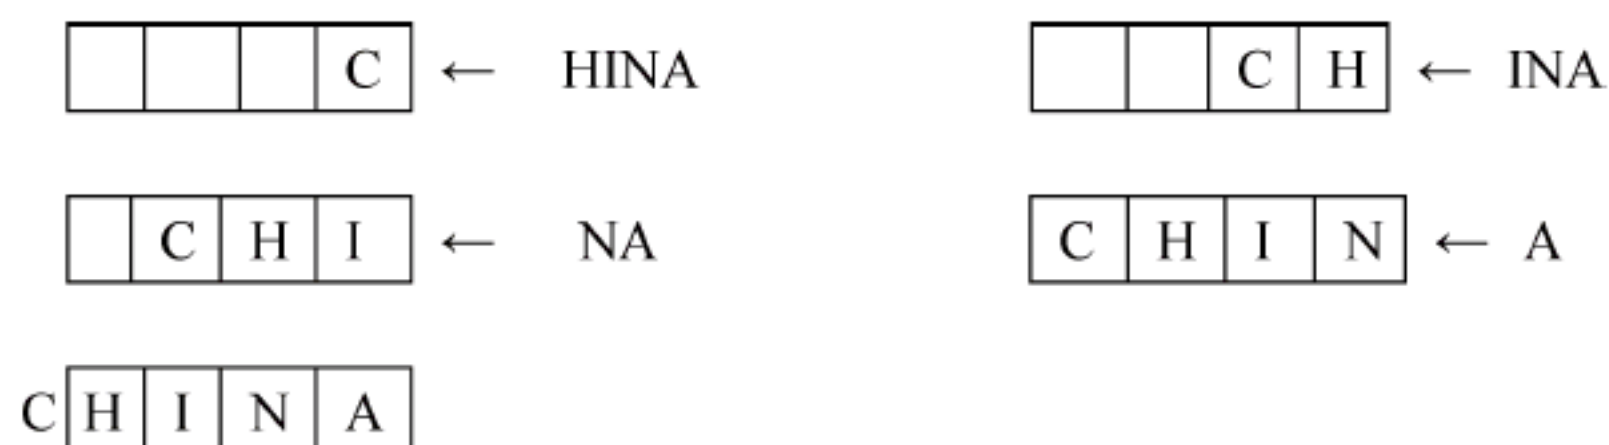 C ← HINA
C H ← INA
C H I ← NA
C H I N ← A
C H I N A